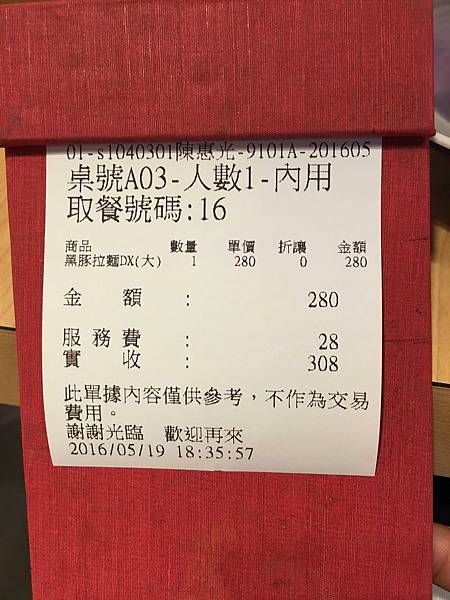 01-s1040301陳惠光-9101A-201605
桌號A03-人數1-內用
取餐號碼:16
商品 數量 單價 折讓 金額
黑豚拉麵DX(大) 1 280 0 280
金額 : 280
服務費 : 28
實收 : 308
此單據內容僅供參考，不作為交易
費用。
謝謝光臨 歡迎再來
2016/05/19 18:35:57